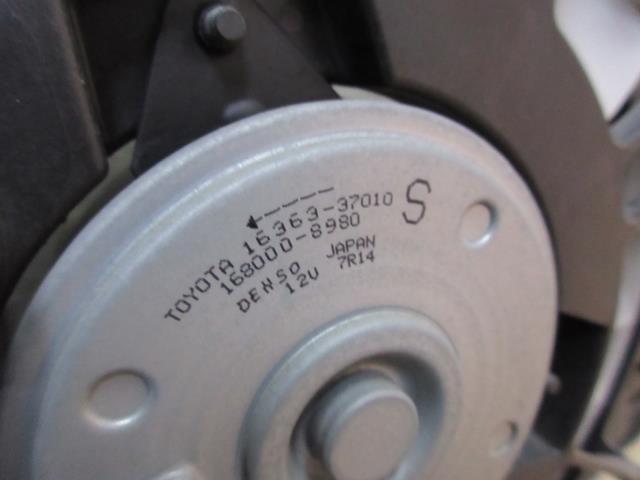 TOYOTA 16363-37010 S
168000-8980
DENSO JAPAN
12V 7R14